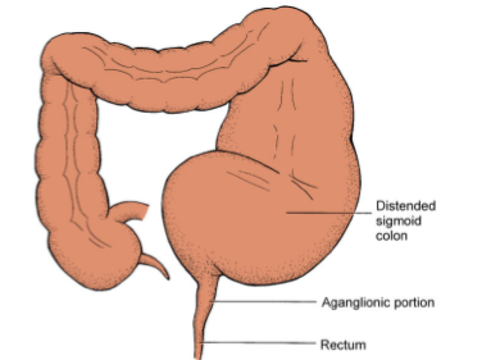 Distended
sigmoid
colon
Aganglionic portion
Rectum